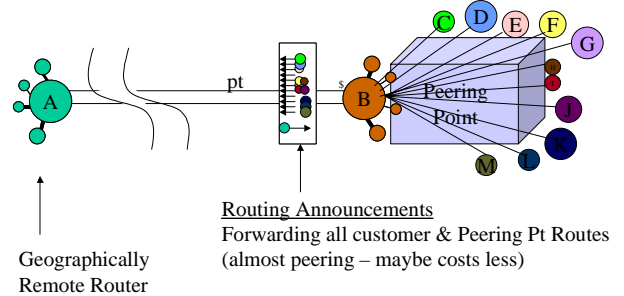 C
D
E
F
G
A
pt
$
B
Peering
Point
J
K
L
M
Routing Announcements
Forwarding all customer & Peering Pt Routes
(almost peering – maybe costs less)
Geographically
Remote Router